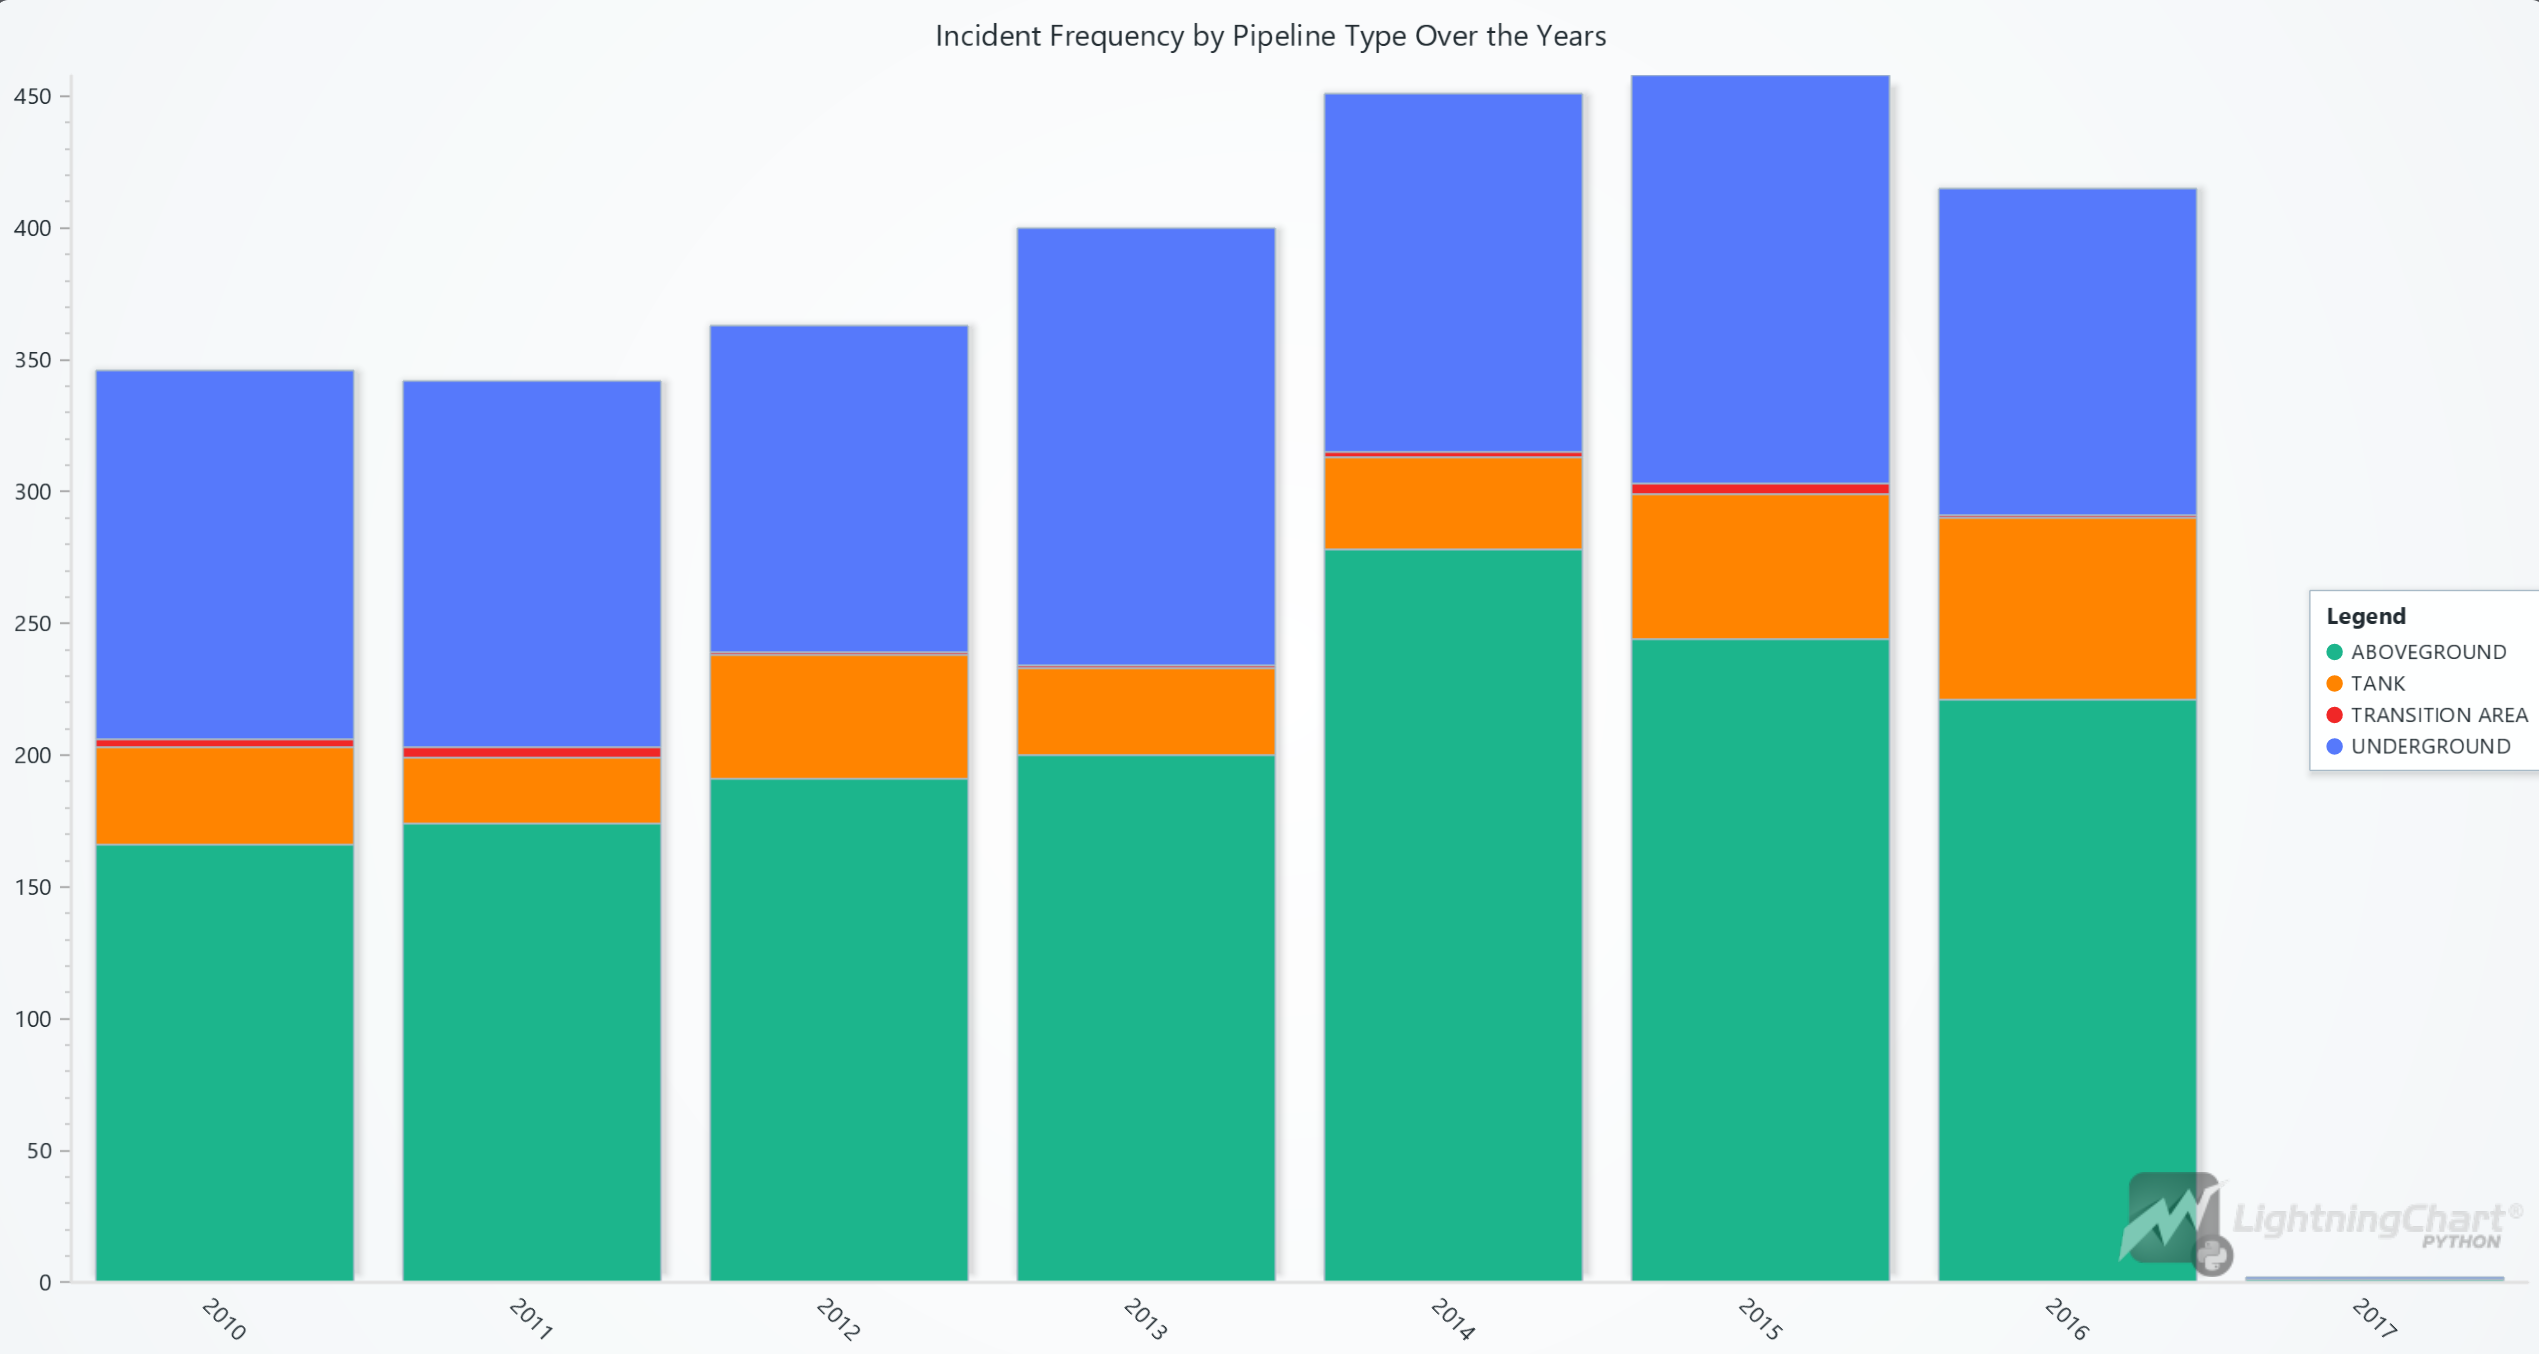 Incident Frequency by Pipeline Type Over the Years
450
400
350
300
250
200
150
100
50
0
2010
2011
2012
2013
2014
2015
2016
2017
Legend
ABOVEGROUND
TANK
TRANSITION AREA
UNDERGROUND
LightningChart®
PYTHON